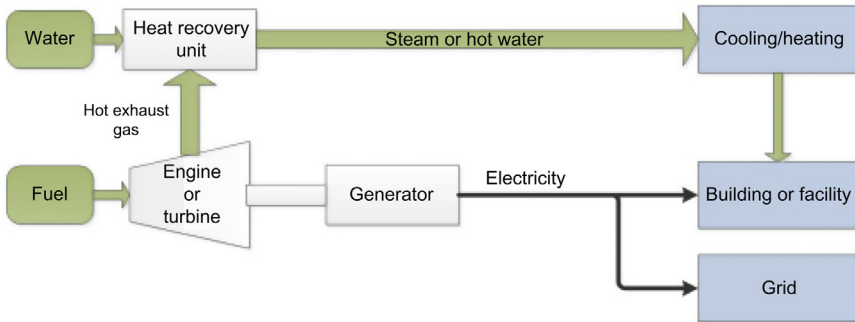 Water
Heat recovery
unit
Steam or hot water
Cooling/heating
Hot exhaust
gas
Fuel
Engine
or
turbine
Generator
Electricity
Building or facility
Grid